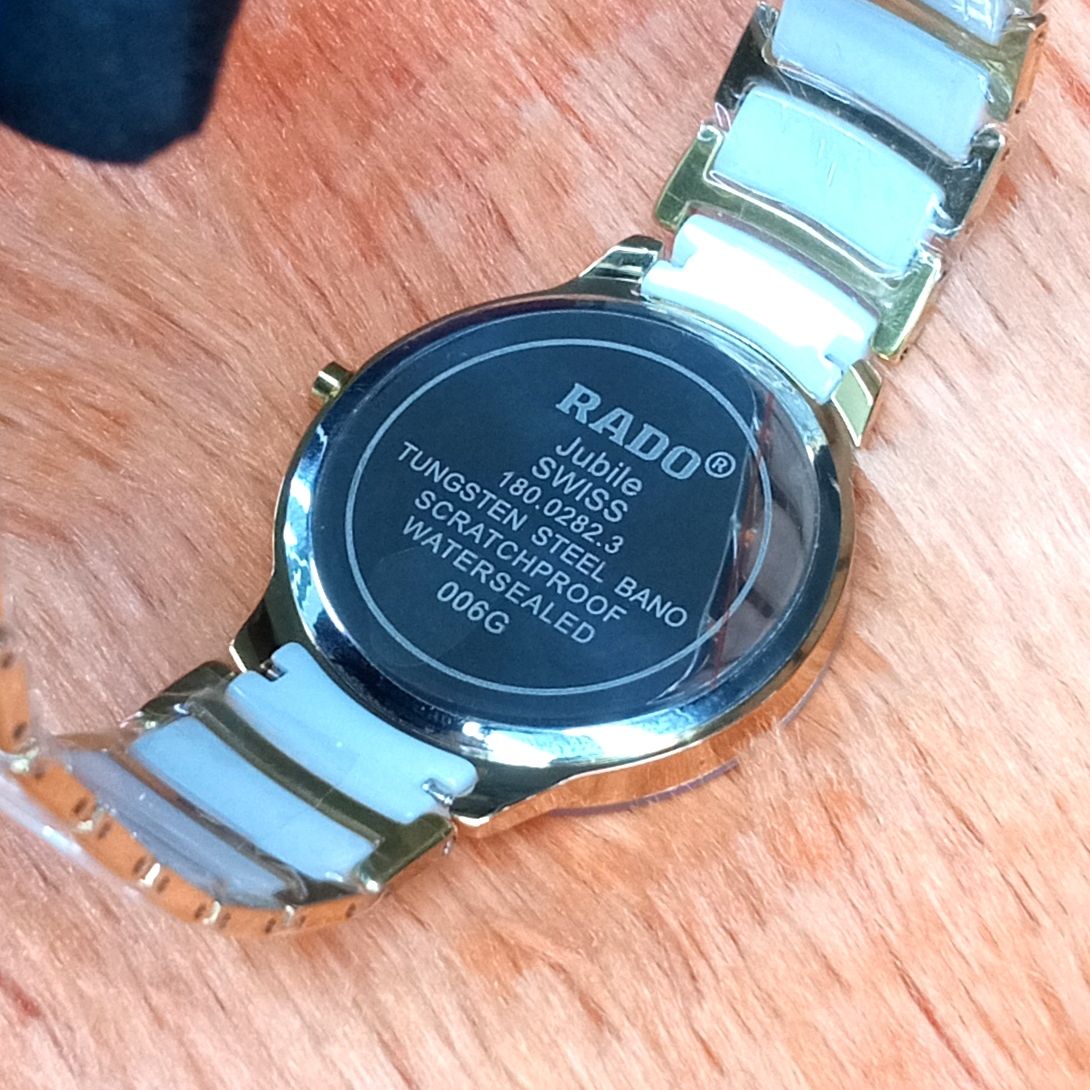 RADO®
Jubile
SWISS
180.0282.3
TUNGSTEN STEEL BANO
SCRATCHPROOF
WATERSEALED
006G